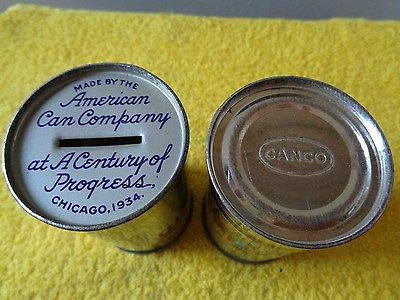 MADE BY THE
American
Can Company
at A Century of
Progress,
CHICAGO, 1934.
CANCO